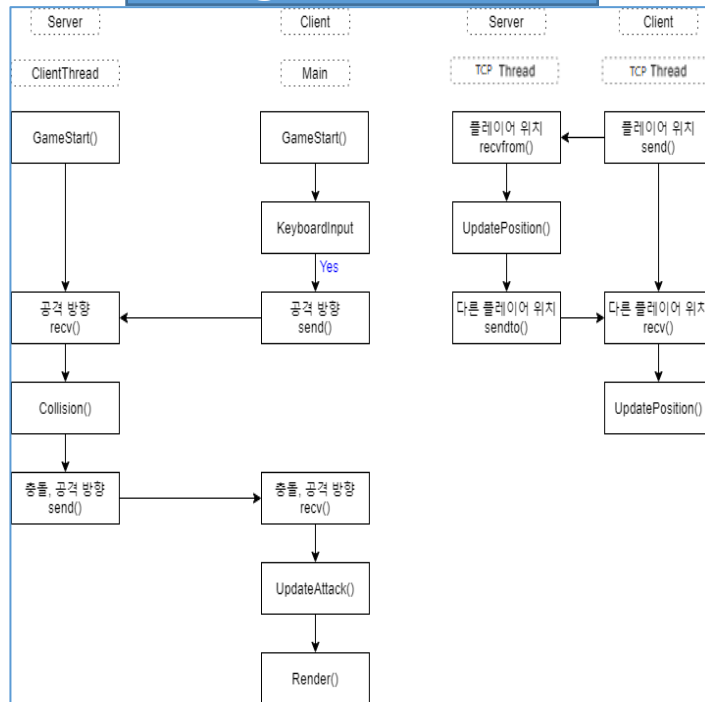 Server
Client
Server
Client
ClientThread
Main
TCP Thread
TCP Thread
GameStart()
GameStart()
플레이어 위치
recvfrom()
플레이어 위치
send()
KeyboardInput
UpdatePosition()
Yes
공격 방향
recv()
공격 방향
send()
다른 플레이어 위치
sendto()
다른 플레이어 위치
recv()
Collision()
UpdatePosition()
충돌, 공격 방향
send()
충돌, 공격 방향
recv()
UpdateAttack()
Render()